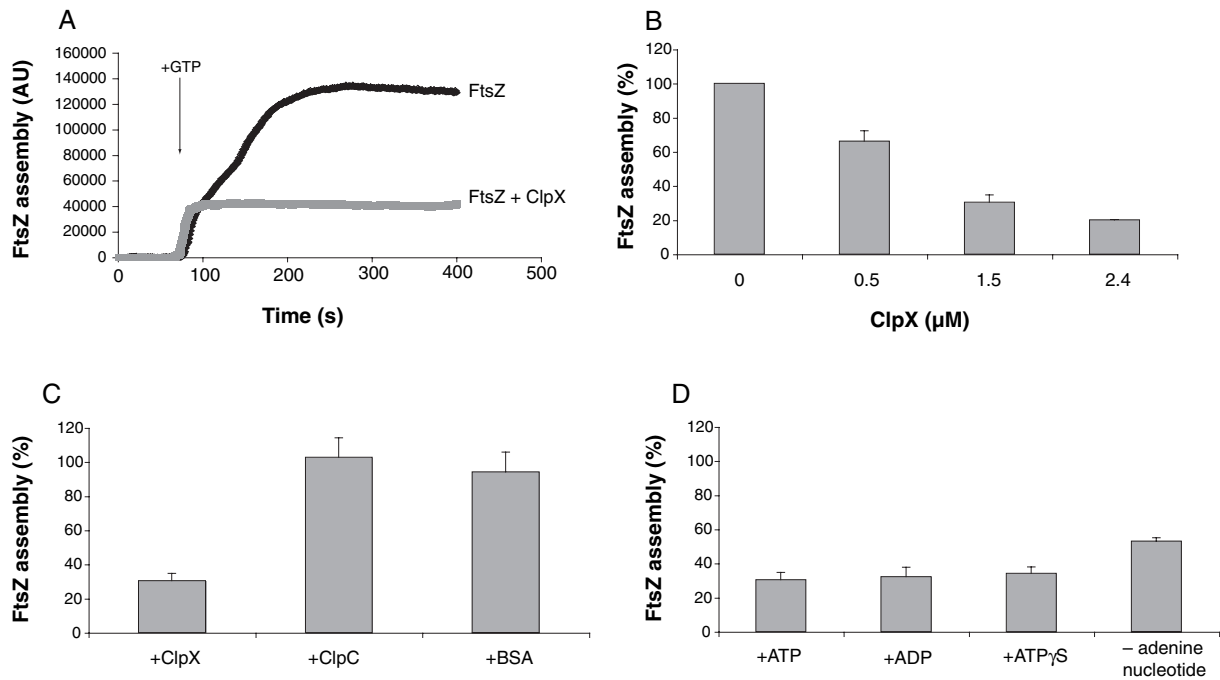 A
FtsZ assembly (AU)
160000
140000
120000
100000
80000
60000
40000
20000
0
+GTP
FtsZ
FtsZ + ClpX
0
100
200
300
400
500
Time (s)
B
FtsZ assembly (%)
120
100
80
60
40
20
0
0
0.5
1.5
2.4
ClpX (µM)
C
FtsZ assembly (%)
120
100
80
60
40
20
0
+ClpX
+ClpC
+BSA
D
FtsZ assembly (%)
120
100
80
60
40
20
0
+ATP
+ADP
+ATPγS
– adenine
nucleotide